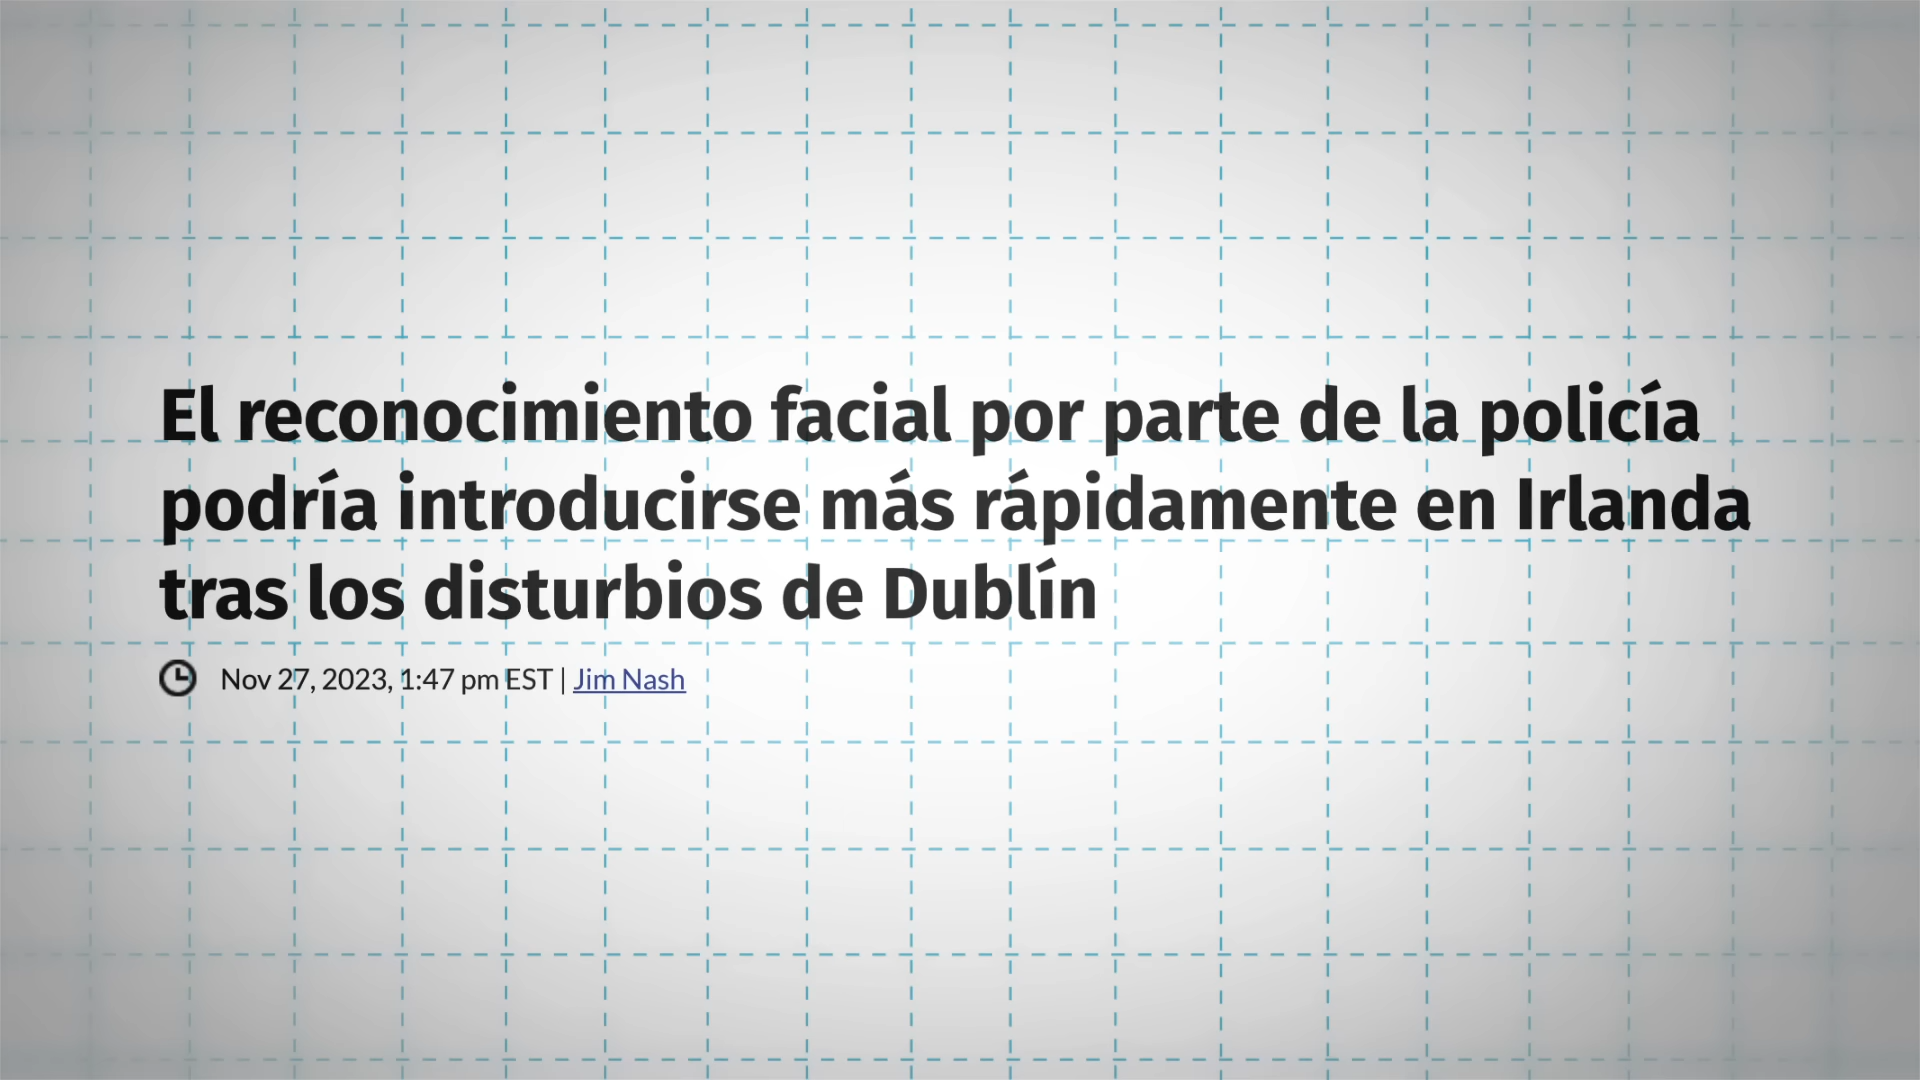 El reconocimiento facial por parte de la policía
podría introducirse más rápidamente en Irlanda
tras los disturbios de Dublín
Nov 27, 2023, 1:47 pm EST | Jim Nash